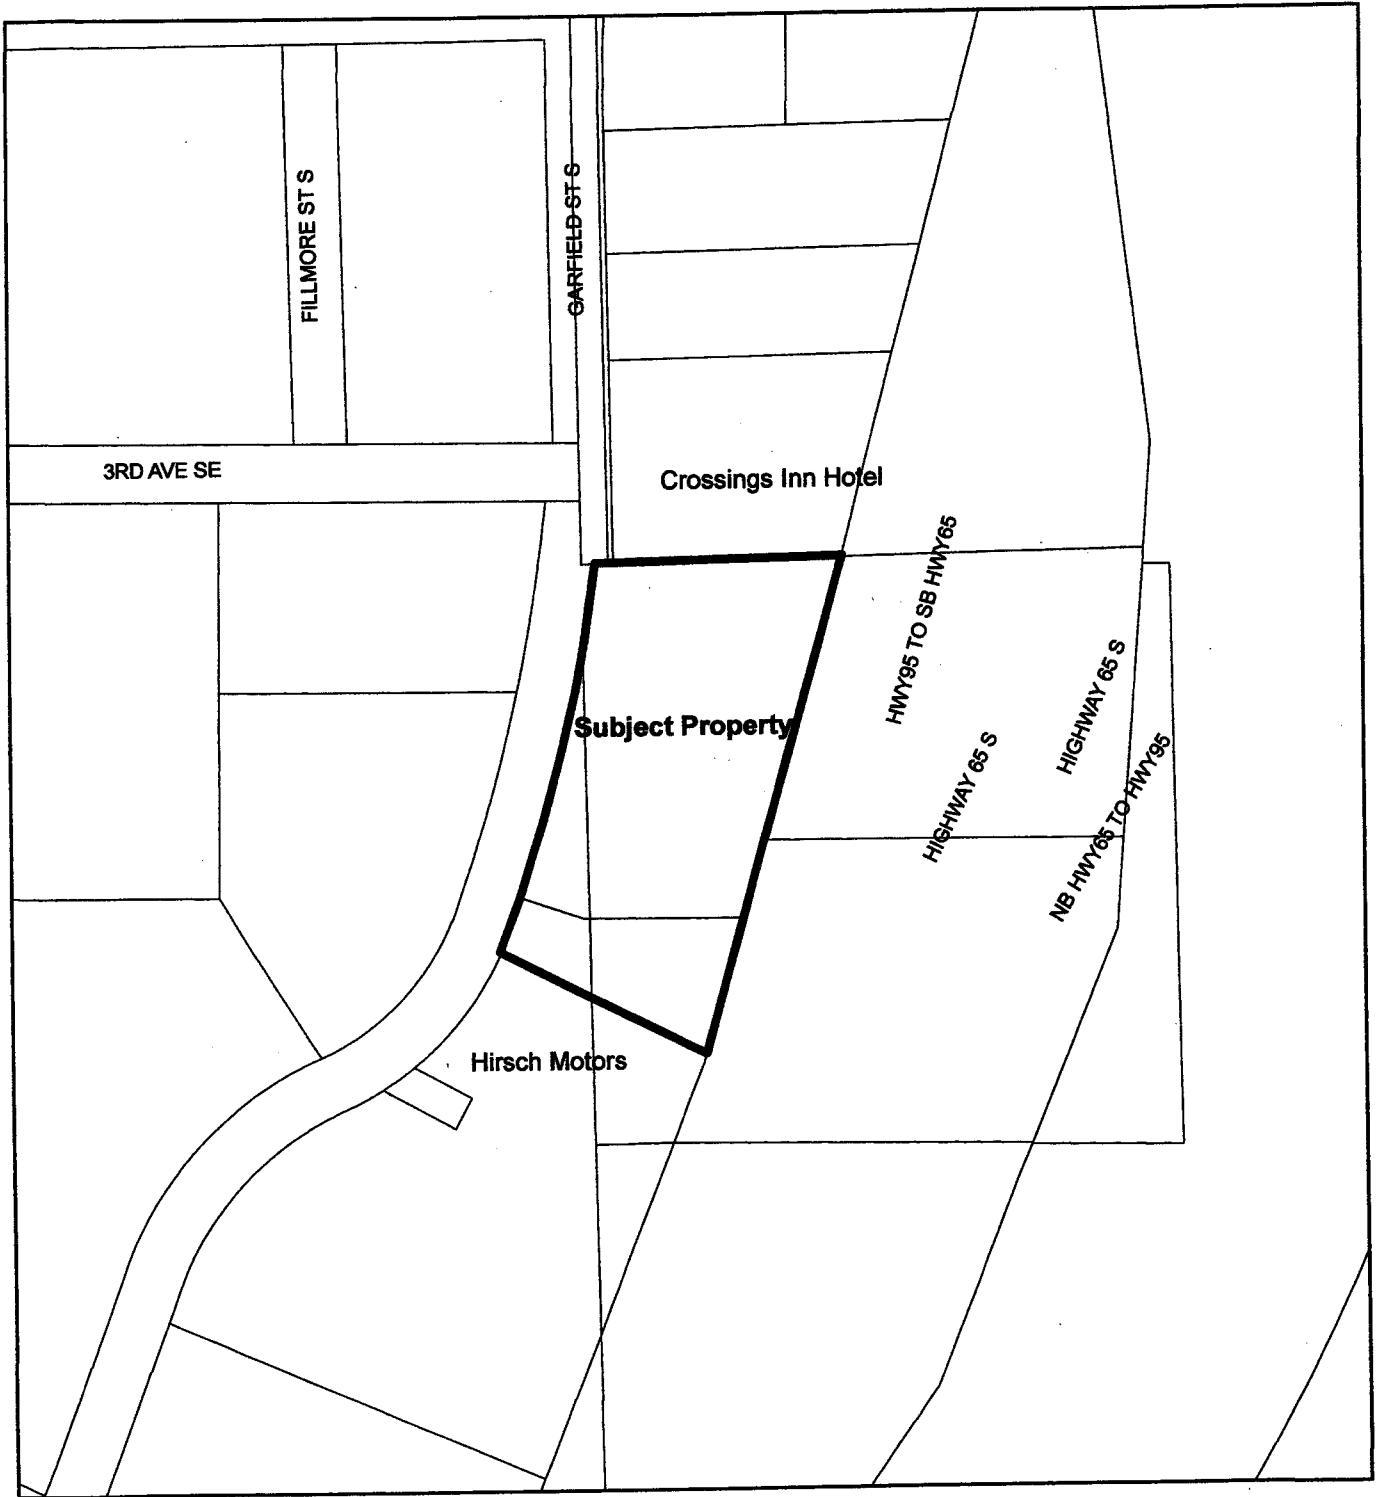 FILLMORE ST S
GARFIELD ST S
3RD AVE SE
Crossings Inn Hotel
HWY95 TO SB HWY65
HIGHWAY 65 S
Subject Property
HIGHWAY 65 S
NB HWY65 TO HWY95
Hirsch Motors